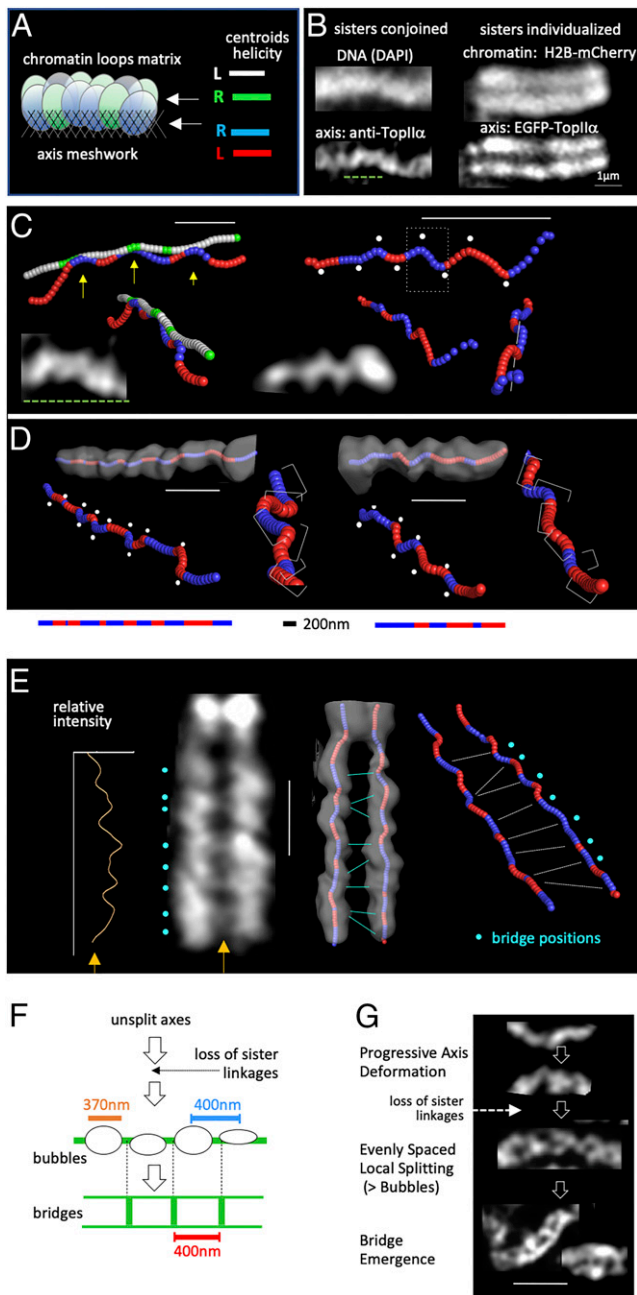 A
centroids
helicity
chromatin loops matrix
L
R
R
L
axis meshwork
B
sisters conjoined
sisters individualized
DNA (DAPI)
chromatin: H2B-mCherry
axis: anti-TopIIα
axis: EGFP-TopIIα
1μm
C
D
200nm
E
relative
intensity
bridge positions
F
unsplit axes
loss of sister
linkages
370nm
400nm
bubbles
bridges
400nm
G
Progressive Axis
Deformation
loss of sister
linkages
Evenly Spaced
Local Splitting
(> Bubbles)
Bridge
Emergence